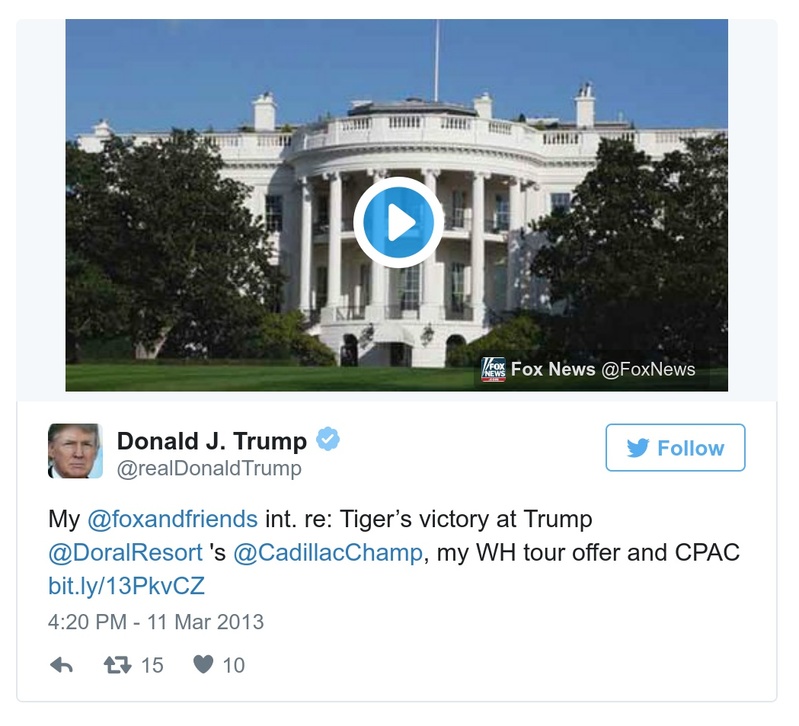 FOX
NEWS
Fox News @FoxNews
Donald J. Trump
@realDonaldTrump
Follow
My @foxandfriends int. re: Tiger’s victory at Trump
@DoralResort 's @CadillacChamp, my WH tour offer and CPAC
bit.ly/13PkvCZ
4:20 PM - 11 Mar 2013
15 10